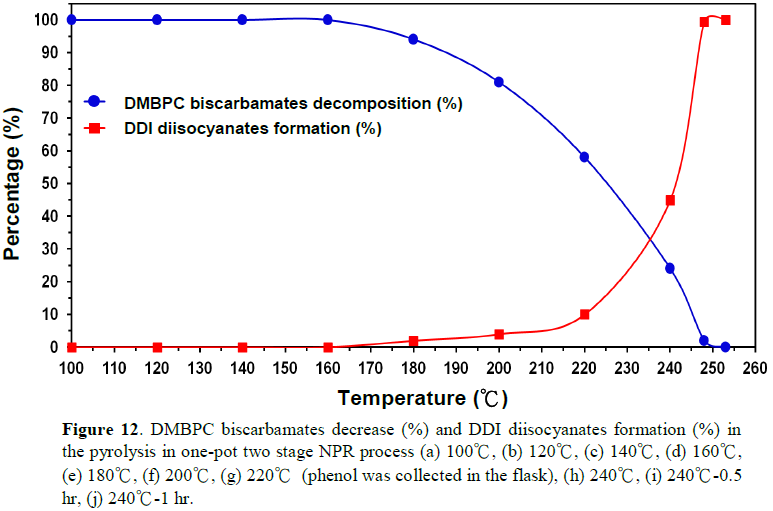 100
90
80
70
60
50
40
30
20
10
0
Percentage (%)
DMBPC biscarbamates decomposition (%)
DDI diisocyanates formation (%)
100 110 120 130 140 150 160 170 180 190 200 210 220 230 240 250 260
Temperature (℃)
Figure 12. DMBPC biscarbamates decrease (%) and DDI diisocyanates formation (%) in
the pyrolysis in one-pot two stage NPR process (a) 100℃, (b) 120℃, (c) 140℃, (d) 160℃,
(e) 180℃, (f) 200℃, (g) 220℃ (phenol was collected in the flask), (h) 240℃, (i) 240℃-0.5
hr, (j) 240℃-1 hr.